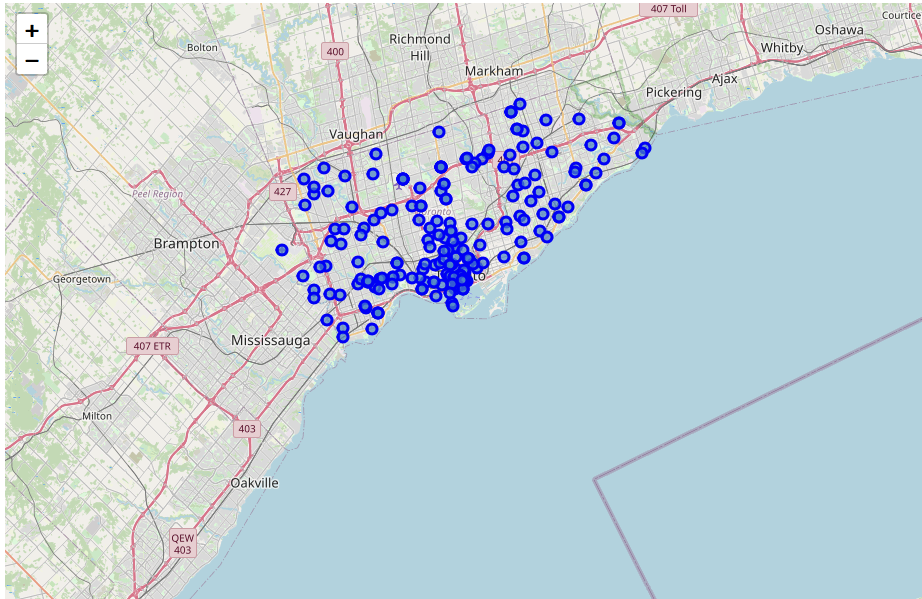 +
−
407 Toll
Courtice
Oshawa
Whitby
Richmond
Hill
Bolton
400
Markham
Ajax
Pickering
Vaughan
427
Peel Region
Toronto
Brampton
Georgetown
407 ETR
Mississauga
Milton
403
Oakville
QEW
403